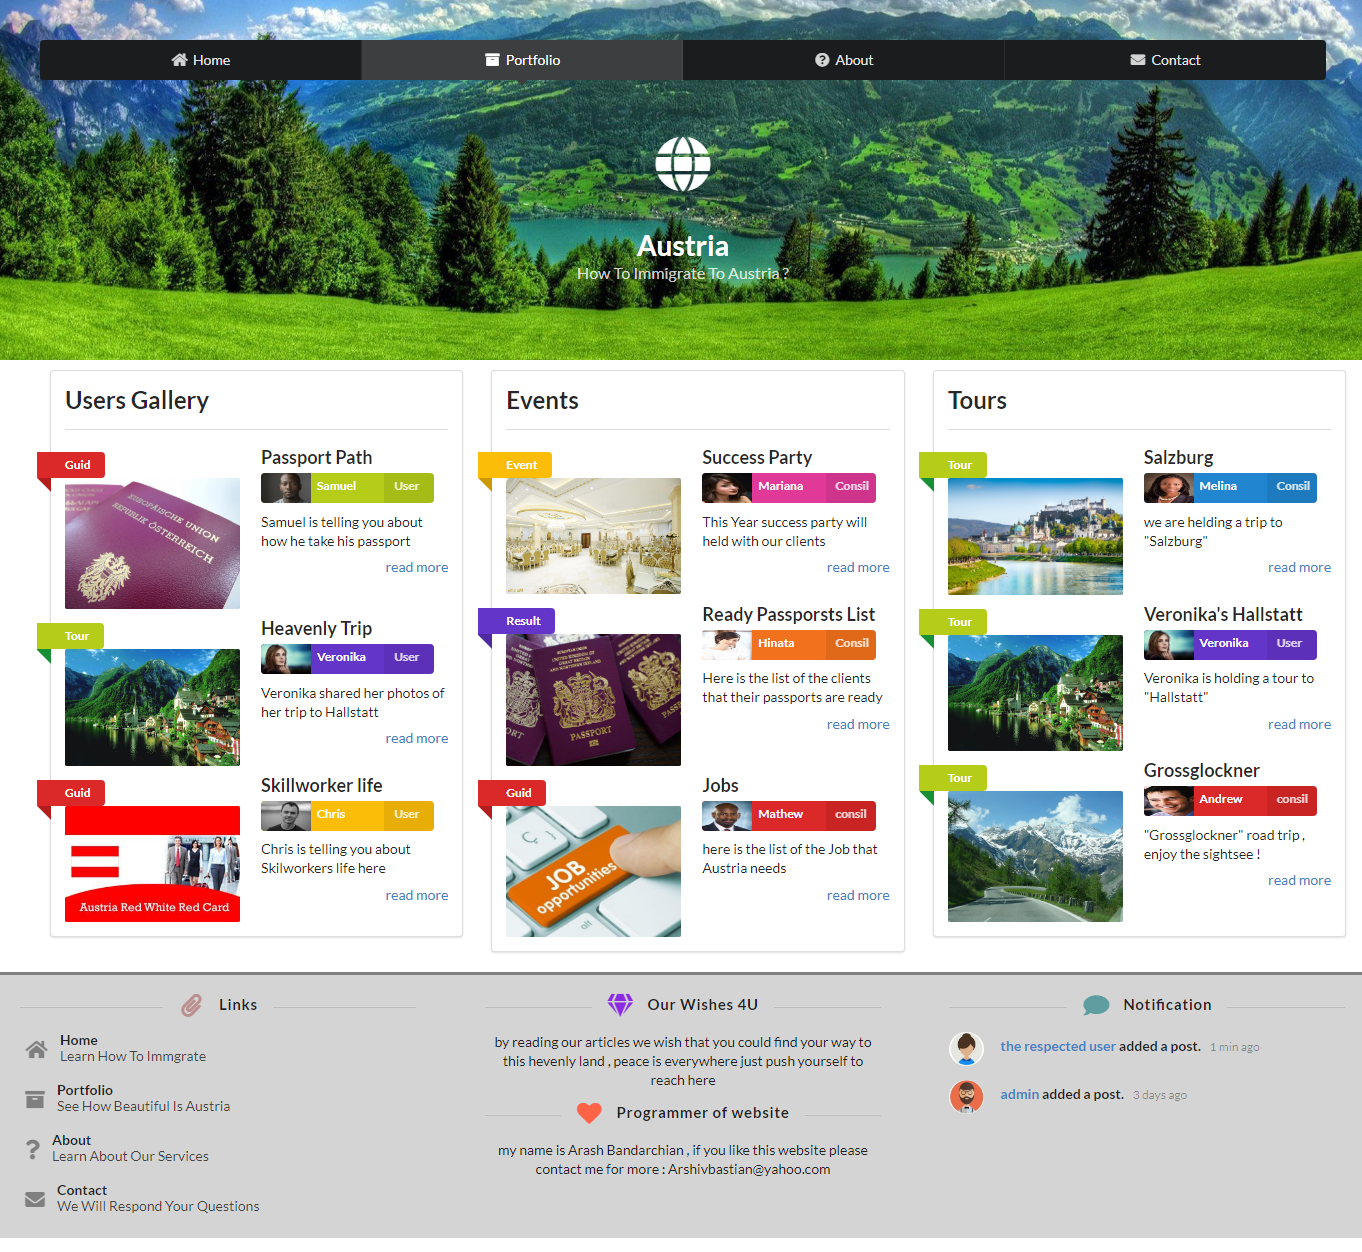 Home
Portfolio
About
Contact
Austria
How To Immigrate To Austria ?
Users Gallery
Guid
EUROPÄISCHE UNION
REPUBLIK ÖSTERREICH
Passport Path
Samuel User
Samuel is telling you about
how he take his passport
read more
Tour
Heavenly Trip
Veronika User
Veronika shared her photos of
her trip to Hallstatt
read more
Guid
Austria Red White Red Card
Skillworker life
Chris User
Chris is telling you about
Skilworkers life here
read more
Events
Event
Success Party
Mariana Consil
This Year success party will
held with our clients
read more
Result
PASSPORT
Ready Passporsts List
Hinata Consil
Here is the list of the clients
that their passports are ready
read more
Guid
JOB
opportunities
alt
Jobs
Mathew consil
here is the list of the Job that
Austria needs
read more
Tours
Tour
Salzburg
Melina Consil
we are helding a trip to
"Salzburg"
read more
Tour
Veronika's Hallstatt
Veronika User
Veronika is holding a tour to
"Hallstatt"
read more
Tour
Grossglockner
Andrew consil
"Grossglockner" road trip ,
enjoy the sightsee !
read more
Links
Home
Learn How To Immgrate
Portfolio
See How Beautiful Is Austria
About
Learn About Our Services
Contact
We Will Respond Your Questions
Our Wishes 4U
by reading our articles we wish that you could find your way to
this hevenly land , peace is everywhere just push yourself to
reach here
Programmer of website
my name is Arash Bandarchian , if you like this website please
contact me for more : Arshivbastian@yahoo.com
Notification
the respected user added a post. 1 min ago
admin added a post. 3 days ago